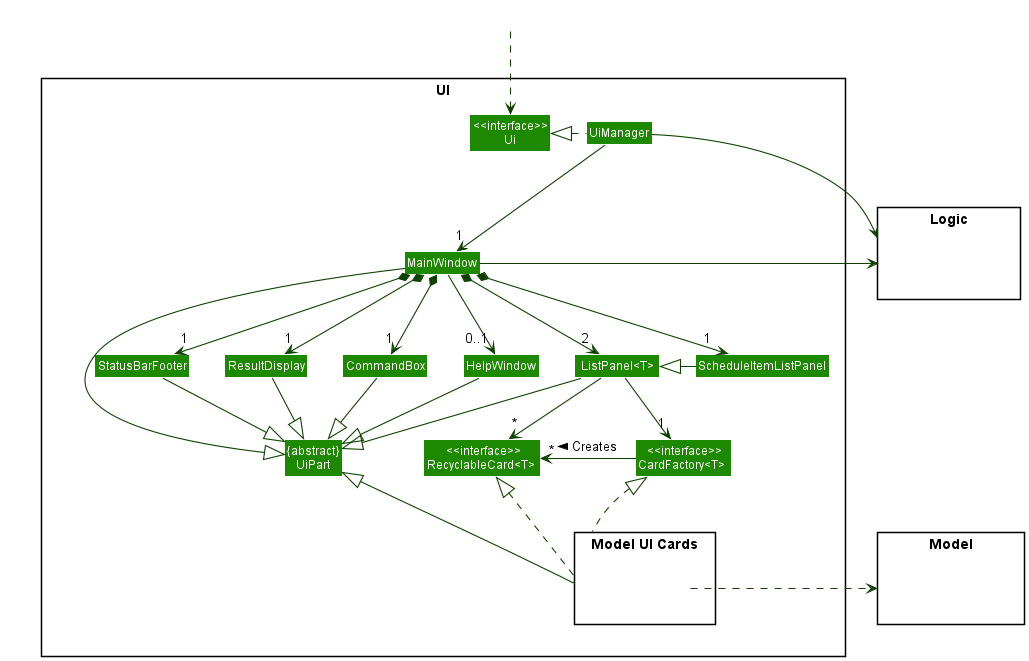 UI
<<interface>>
Ui
UiManager
Logic
1
MainWindow
1
1
1
0..1
2
1
StatusBarFooter
ResultDisplay
CommandBox
HelpWindow
ListPanel<T>
ScheduleItemListPanel
*
1
{abstract}
UiPart
<<interface>>
RecyclableCard<T>
* ◄ Creates
<<interface>>
CardFactory<T>
Model UI Cards
Model